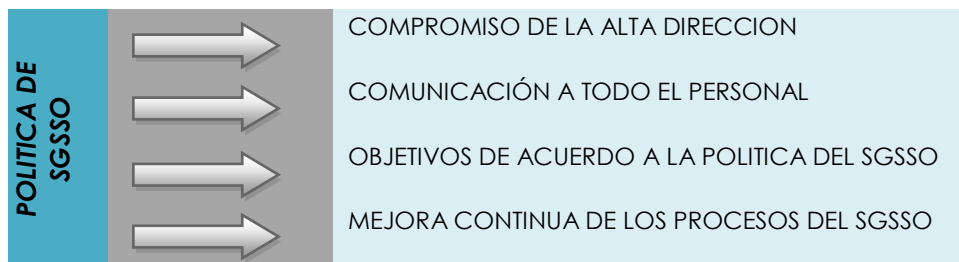 POLITICA DE
SGSSO
COMPROMISO DE LA ALTA DIRECCION
COMUNICACIÓN A TODO EL PERSONAL
OBJETIVOS DE ACUERDO A LA POLITICA DEL SGSSO
MEJORA CONTINUA DE LOS PROCESOS DEL SGSSO